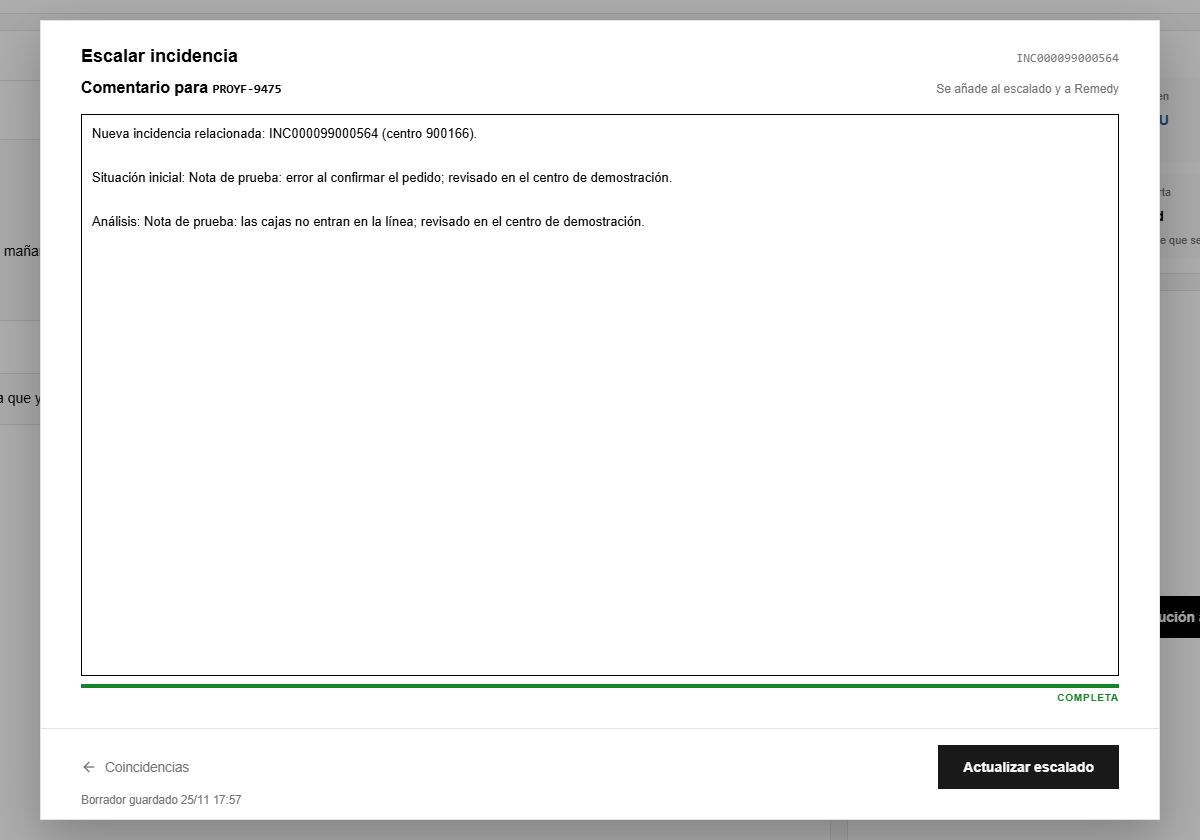 Escalar incidencia
INC000099000564
Comentario para PROYF-9475
Se añade al escalado y a Remedy
Nueva incidencia relacionada: INC000099000564 (centro 900166).
Situación inicial: Nota de prueba: error al confirmar el pedido; revisado en el centro de demostración.
Análisis: Nota de prueba: las cajas no entran en la línea; revisado en el centro de demostración.
COMPLETA
Coincidencias
Actualizar escalado
Borrador guardado 25/11 17:57
a que y
e que se